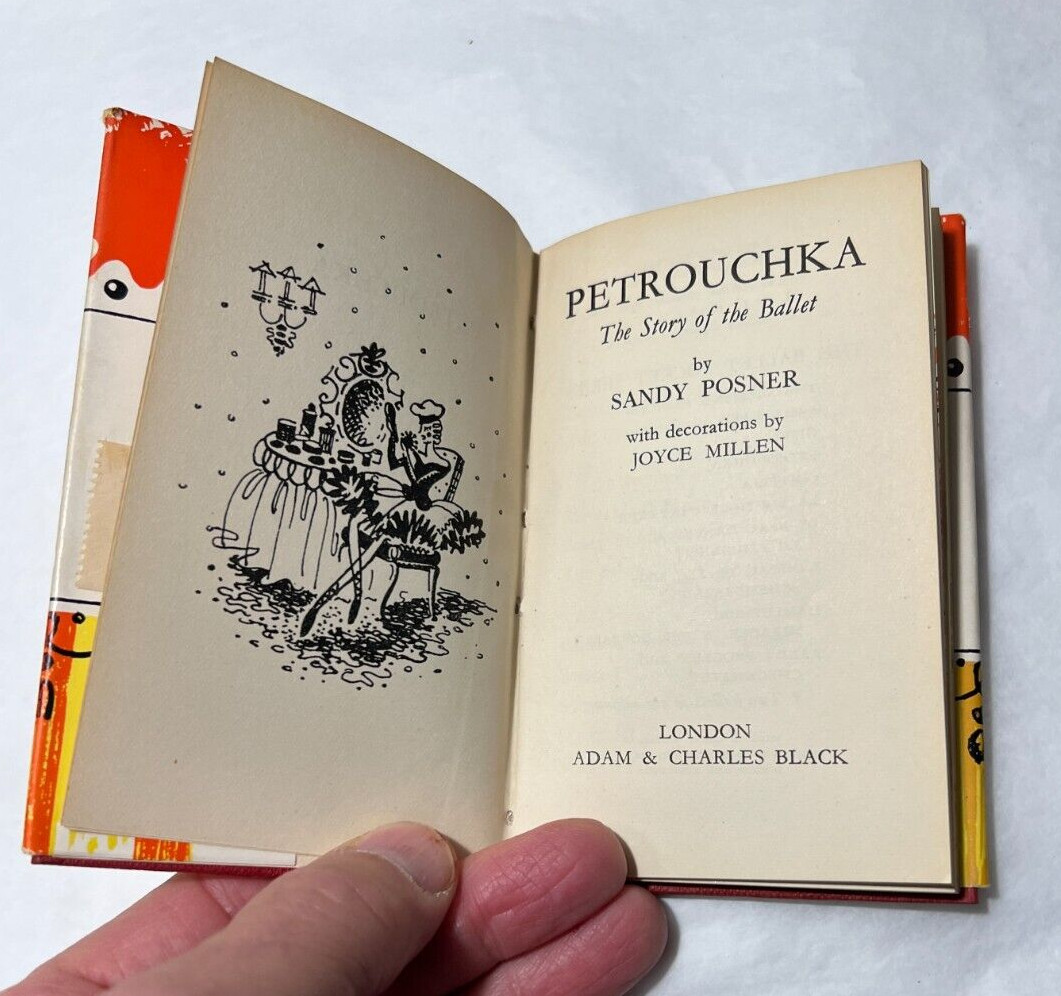 PETROUCHKA
The Story of the Ballet
by
SANDY POSNER
with decorations by
JOYCE MILLEN
LONDON
ADAM & CHARLES BLACK